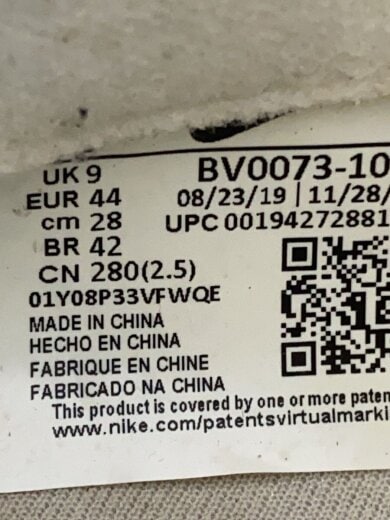 UK 9
BV0073-10
EUR 44
08/23/19 | 11/28/
cm 28
UPC 00194272881
BR 42
CN 280(2.5)
01Y08P33VFWQE
MADE IN CHINA
HECHO EN CHINA
FABRIQUE EN CHINE
FABRICADO NA CHINA
This product is covered by one or more paten
www.nike.com/patentsvirtualmarki